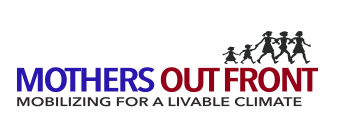 MOTHERS OUT FRONT
MOBILIZING FOR A LIVABLE CLIMATE